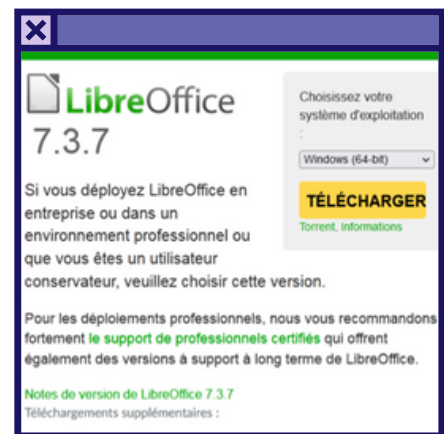 LibreOffice
7.3.7
Si vous déployez LibreOffice en
entreprise ou dans un
environnement professionnel ou
que vous êtes un utilisateur
conservateur, veuillez choisir cette version.
Choisissez votre
système d'exploitation
:
Windows (64-bit)
TÉLÉCHARGER
Torrent, Informations
Pour les déploiements professionnels, nous vous recommandons
fortement le support de professionnels certifiés qui offrent
également des versions à support à long terme de LibreOffice.
Notes de version de LibreOffice 7.3.7
Téléchargements supplémentaires :